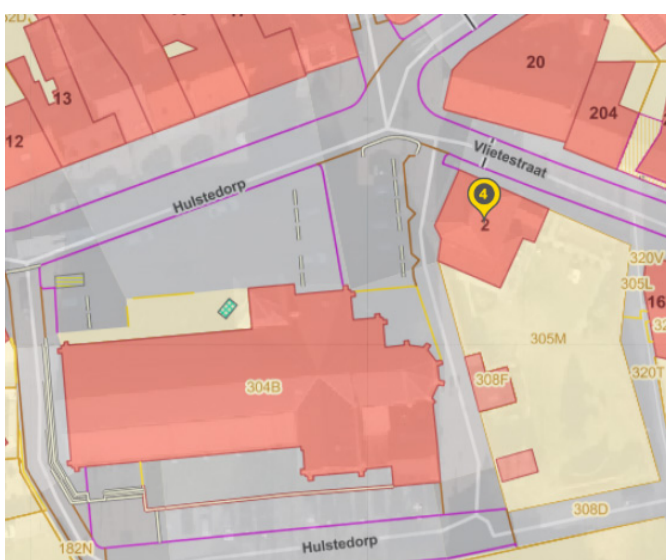 13
20
12
204
Vlietestraat
Hulstedorp
4
2
320V
305L
16
305M
304B
308F
320T
308D
182N
Hulstedorp